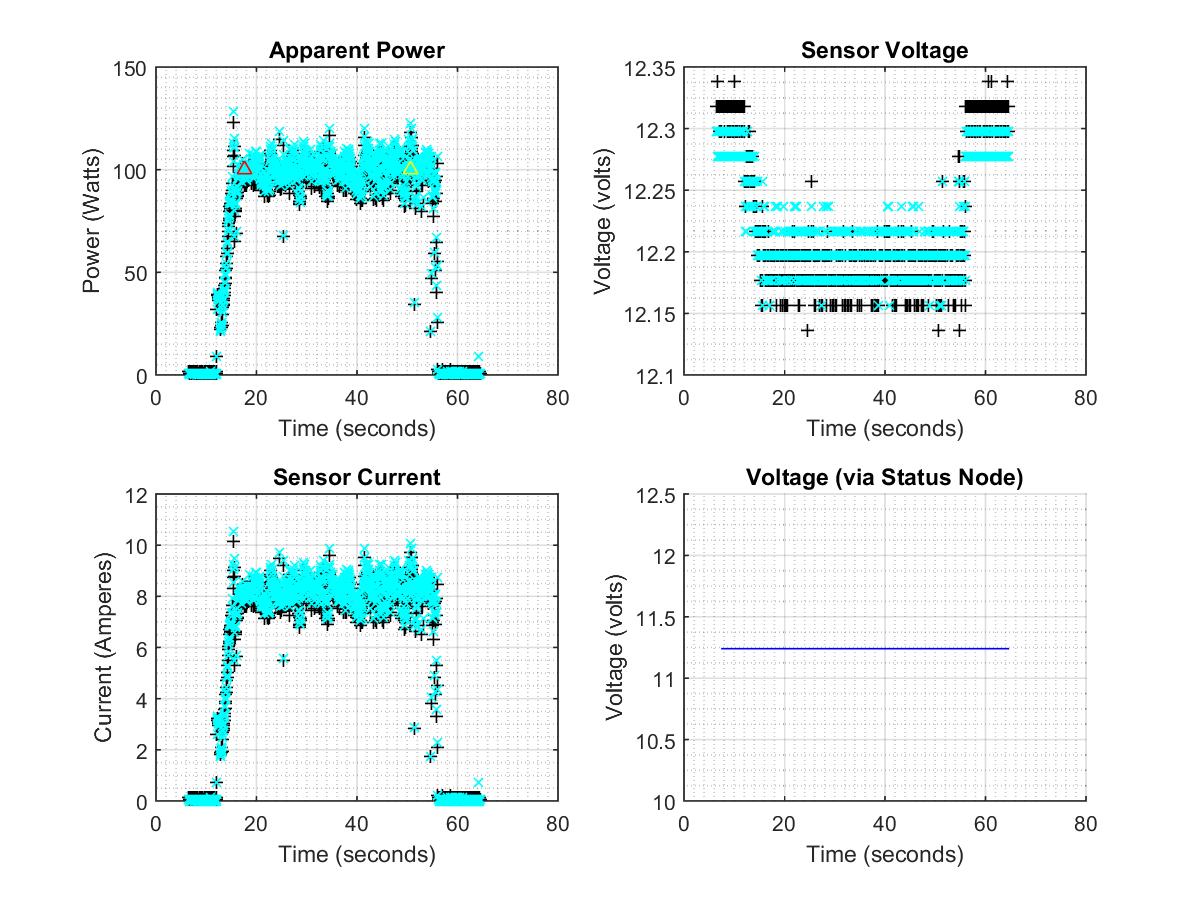 Apparent Power
150
100
50
0
0 20 40 60 80
Power (Watts)
Time (seconds)
Sensor Voltage
12.35
12.3
12.25
12.2
12.15
12.1
0 20 40 60 80
Voltage (volts)
Time (seconds)
Sensor Current
12
10
8
6
4
2
0
0 20 40 60 80
Current (Amperes)
Time (seconds)
Voltage (via Status Node)
12.5
12
11.5
11
10.5
10
0 20 40 60 80
Voltage (volts)
Time (seconds)